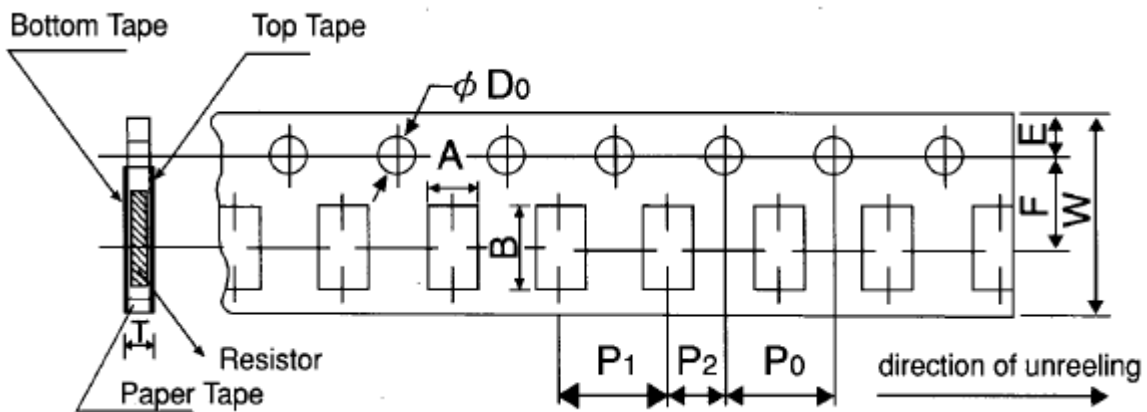 Bottom Tape
Top Tape
ϕ D0
A
B
E
F
W
T
Resistor
Paper Tape
P1
P2
P0
direction of unreeling